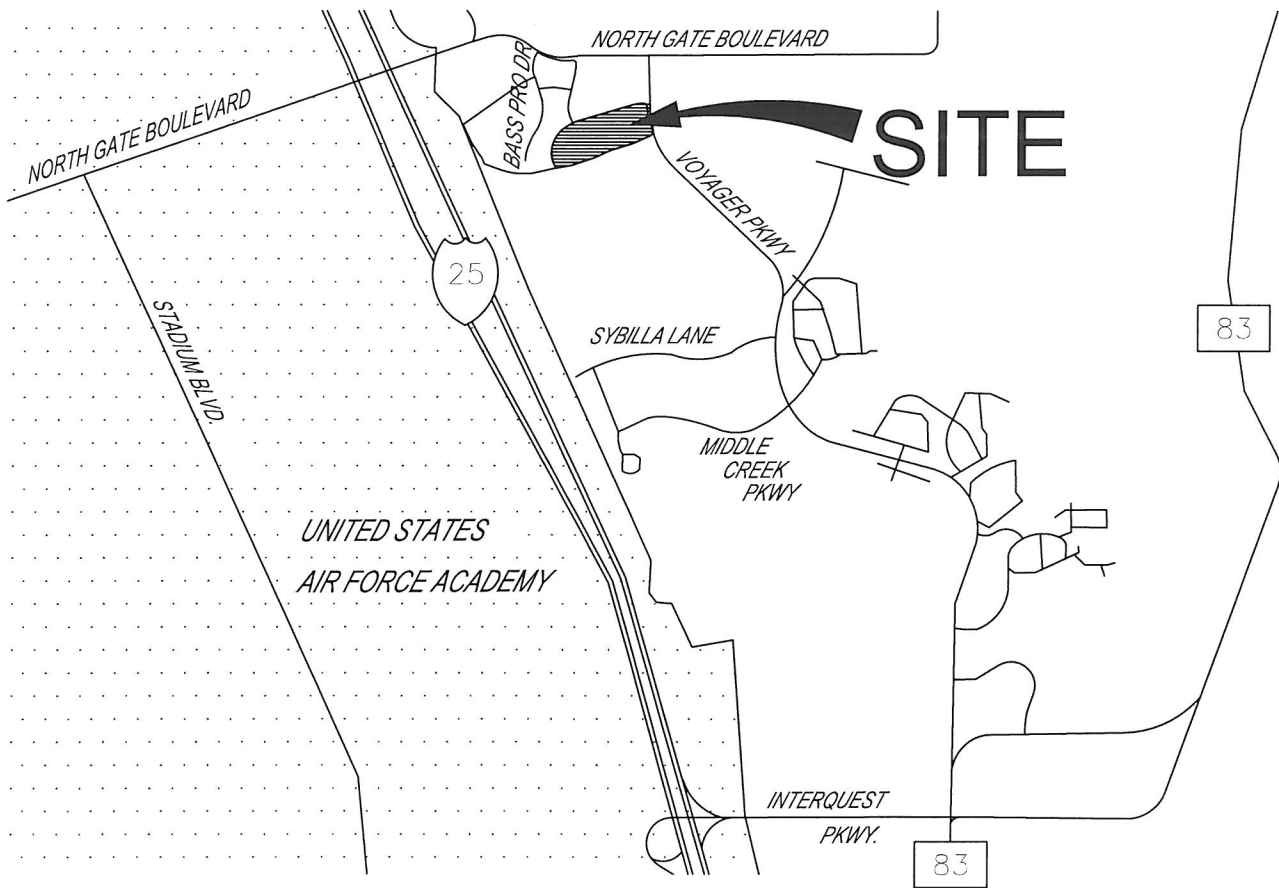 NORTH GATE BOULEVARD
BASS PRO DR
NORTH GATE BOULEVARD
SITE
VOYAGER PKWY
25
STADIUM BLVD.
SYBILLA LANE
83
MIDDLE
CREEK
PKWY
UNITED STATES
AIR FORCE ACADEMY
INTERQUEST
PKWY.
83